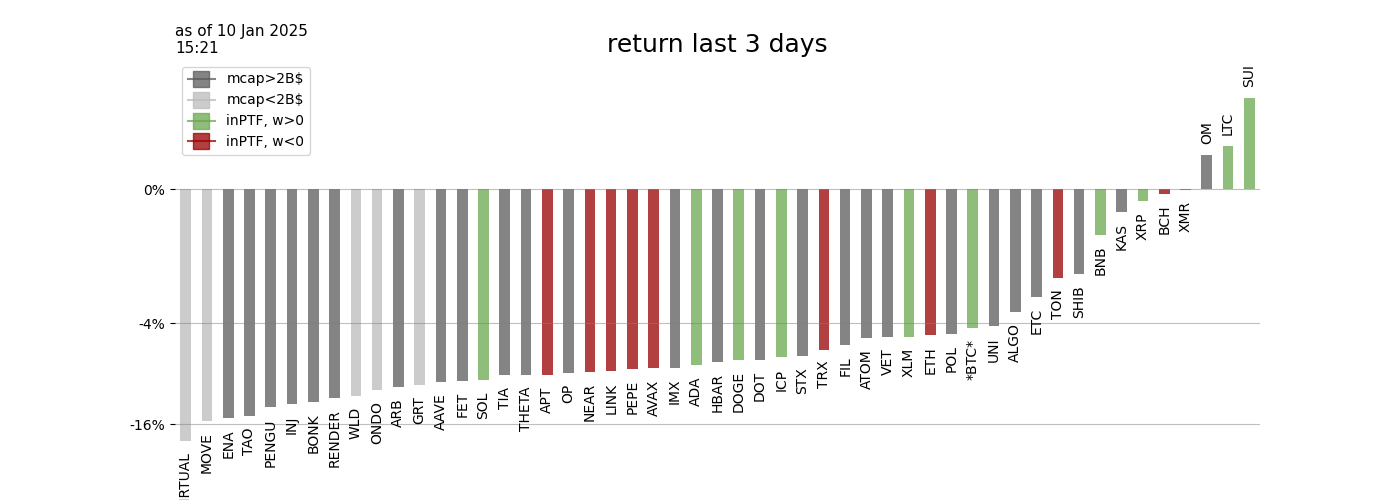 as of 10 Jan 2025
15:21
return last 3 days
mcap>2B$
mcap<2B$
inPTF, w>0
inPTF, w<0
0%
-4%
-16%
RTUAL
MOVE
ENA
TAO
PENGU
INJ
BONK
RENDER
WLD
ONDO
ARB
GRT
AAVE
FET
SOL
TIA
THETA
APT
OP
NEAR
LINK
PEPE
AVAX
IMX
ADA
HBAR
DOGE
DOT
ICP
STX
TRX
FIL
ATOM
VET
XLM
ETH
POL
*BTC*
UNI
ALGO
ETC
TON
SHIB
BNB
KAS
XRP
BCH
XMR
OM
LTC
SUI